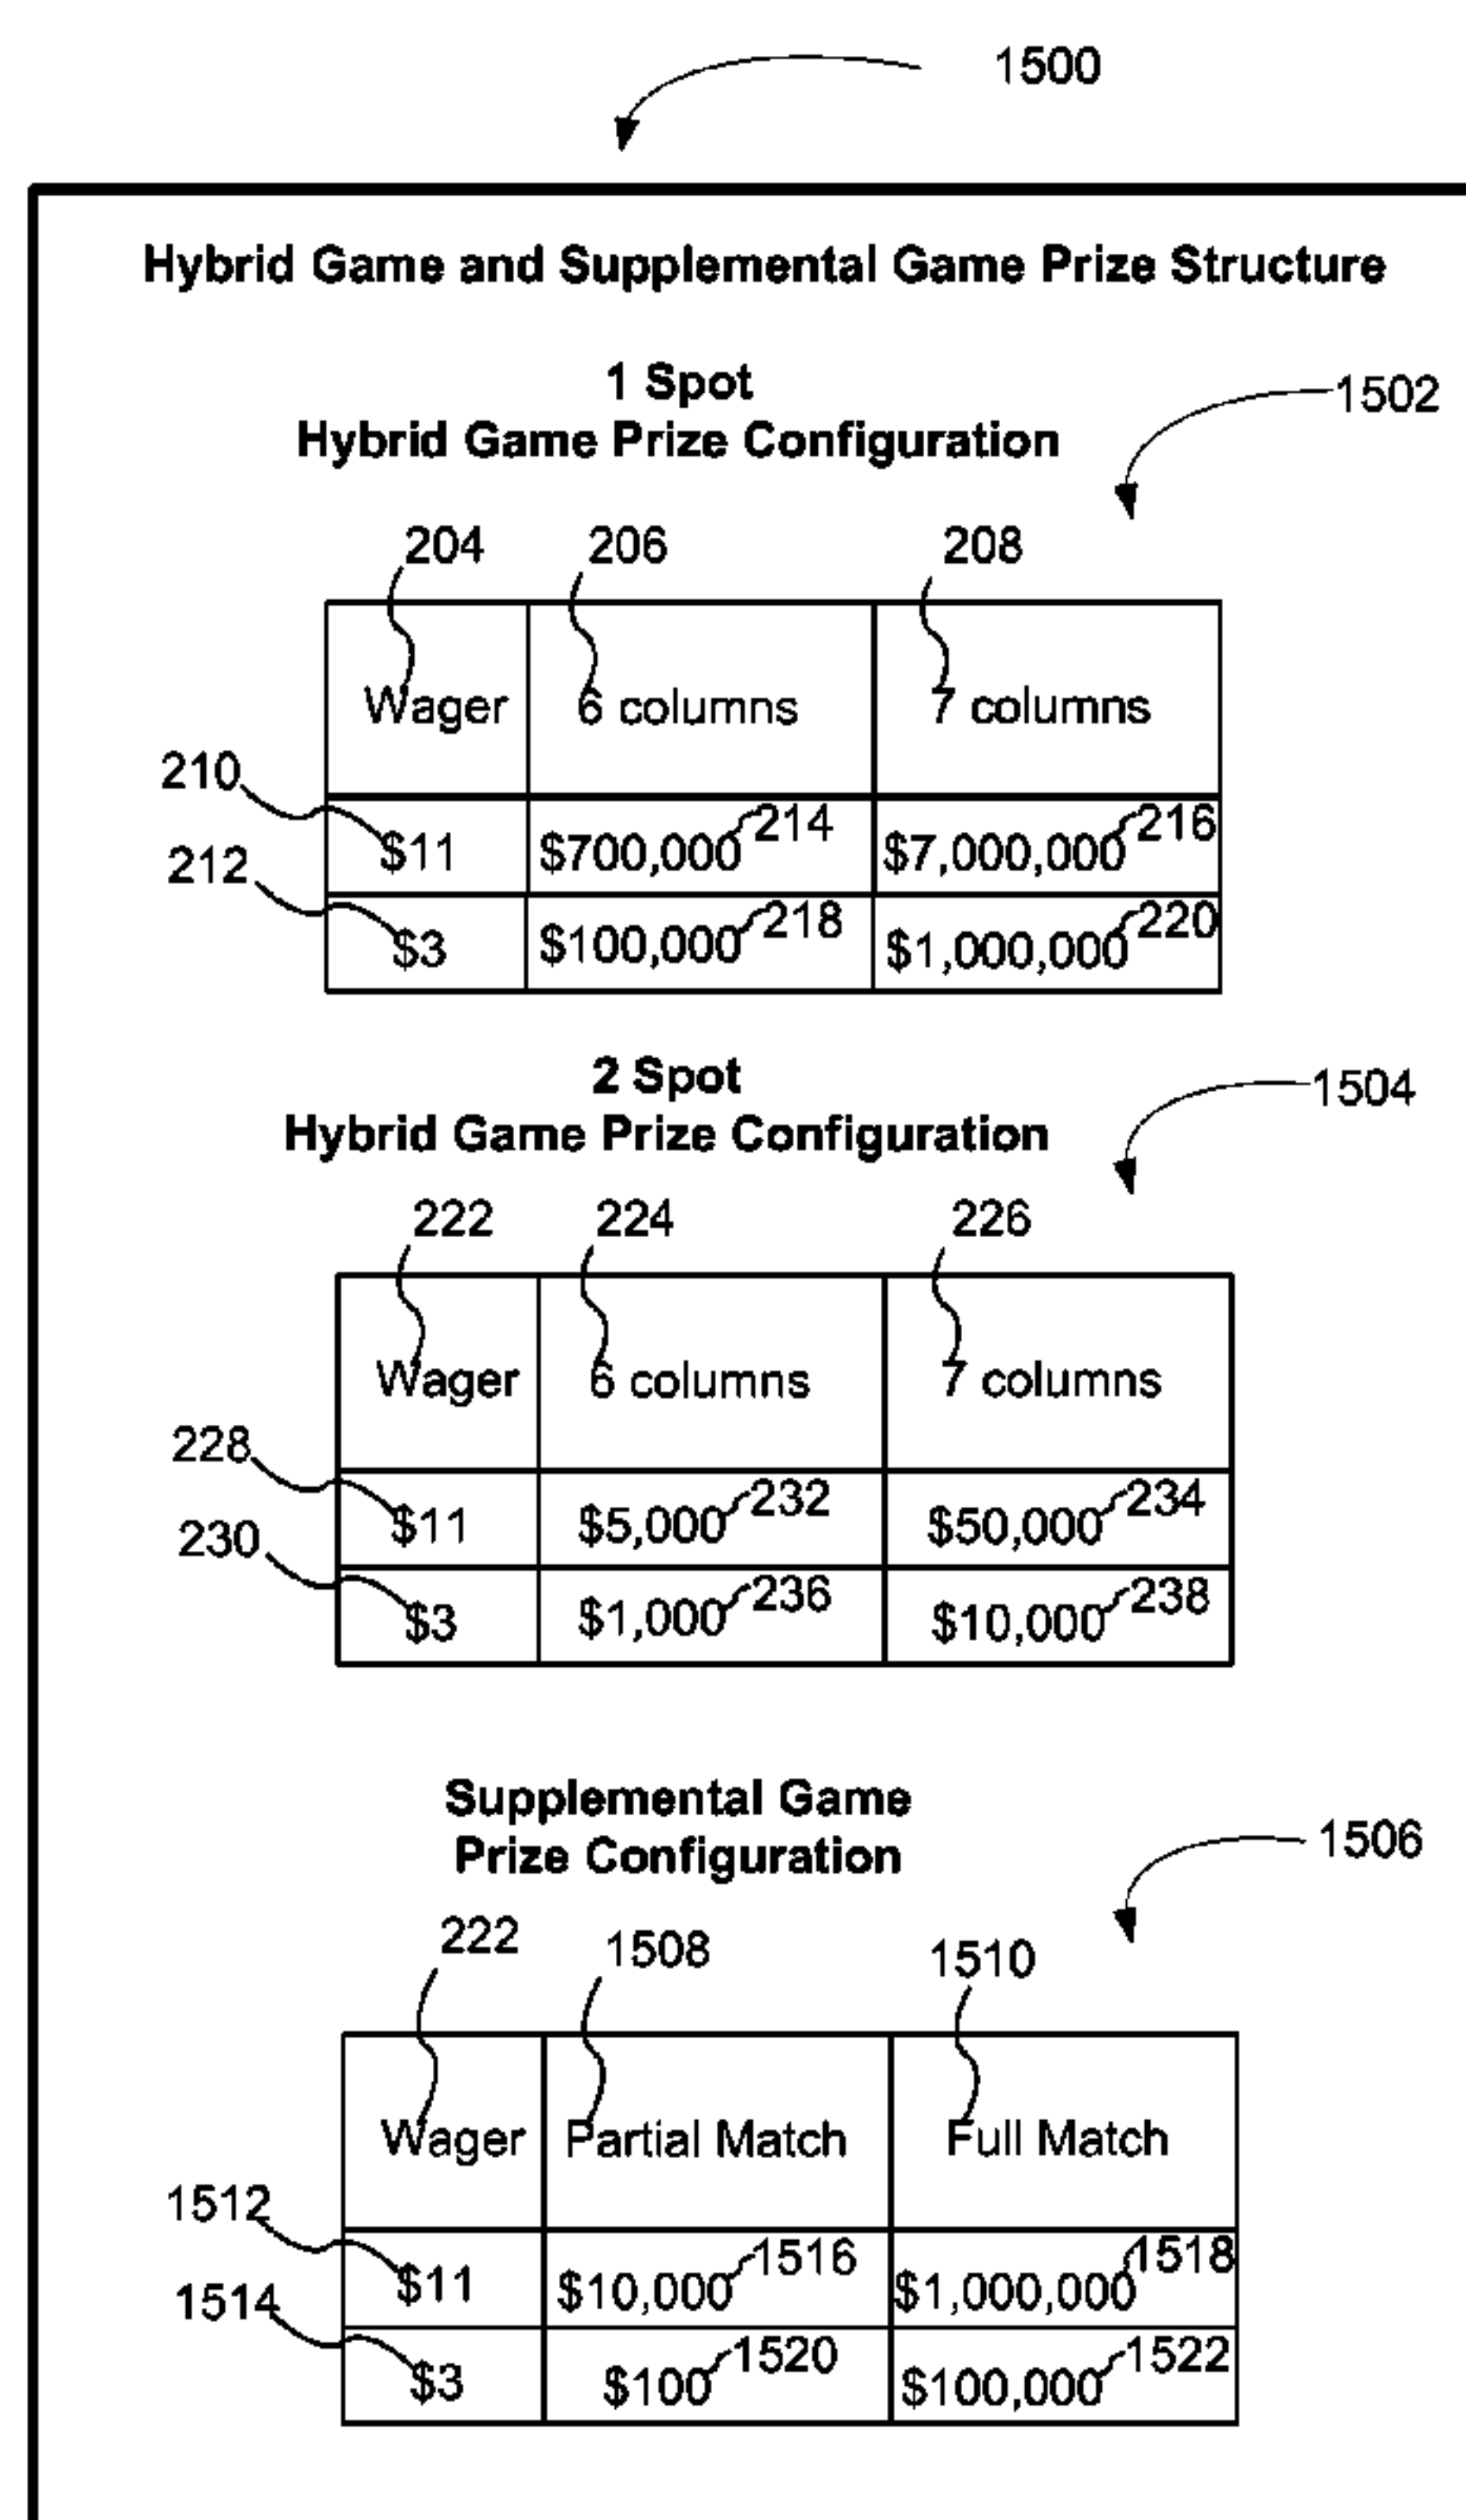 1500
Hybrid Game and Supplemental Game Prize Structure
1 Spot
Hybrid Game Prize Configuration
1502
204 206 208
Wager 6 columns 7 columns
210
$11 $700,000 214 $7,000,000 216
212
$3 $100,000 218 $1,000,000 220
2 Spot
Hybrid Game Prize Configuration
1504
222 224 226
Wager 6 columns 7 columns
228
$11 $5,000 232 $50,000 234
230
$3 $1,000 236 $10,000 238
Supplemental Game
Prize Configuration
1506
222 1508 1510
Wager Partial Match Full Match
1512
$11 $10,000 1516 $1,000,000 1518
1514
$3 $100 1520 $100,000 1522